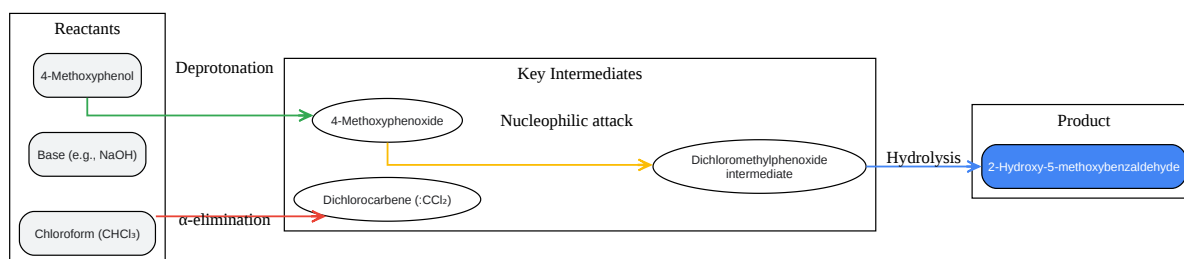 Reactants
4-Methoxyphenol
Base (e.g., NaOH)
Chloroform (CHCl₃)
Deprotonation
α-elimination
Key Intermediates
4-Methoxyphenoxide
Nucleophilic attack
Dichlorocarbene (:CCl₂)
Dichloromethylphenoxide
intermediate
Hydrolysis
Product
2-Hydroxy-5-methoxybenzaldehyde